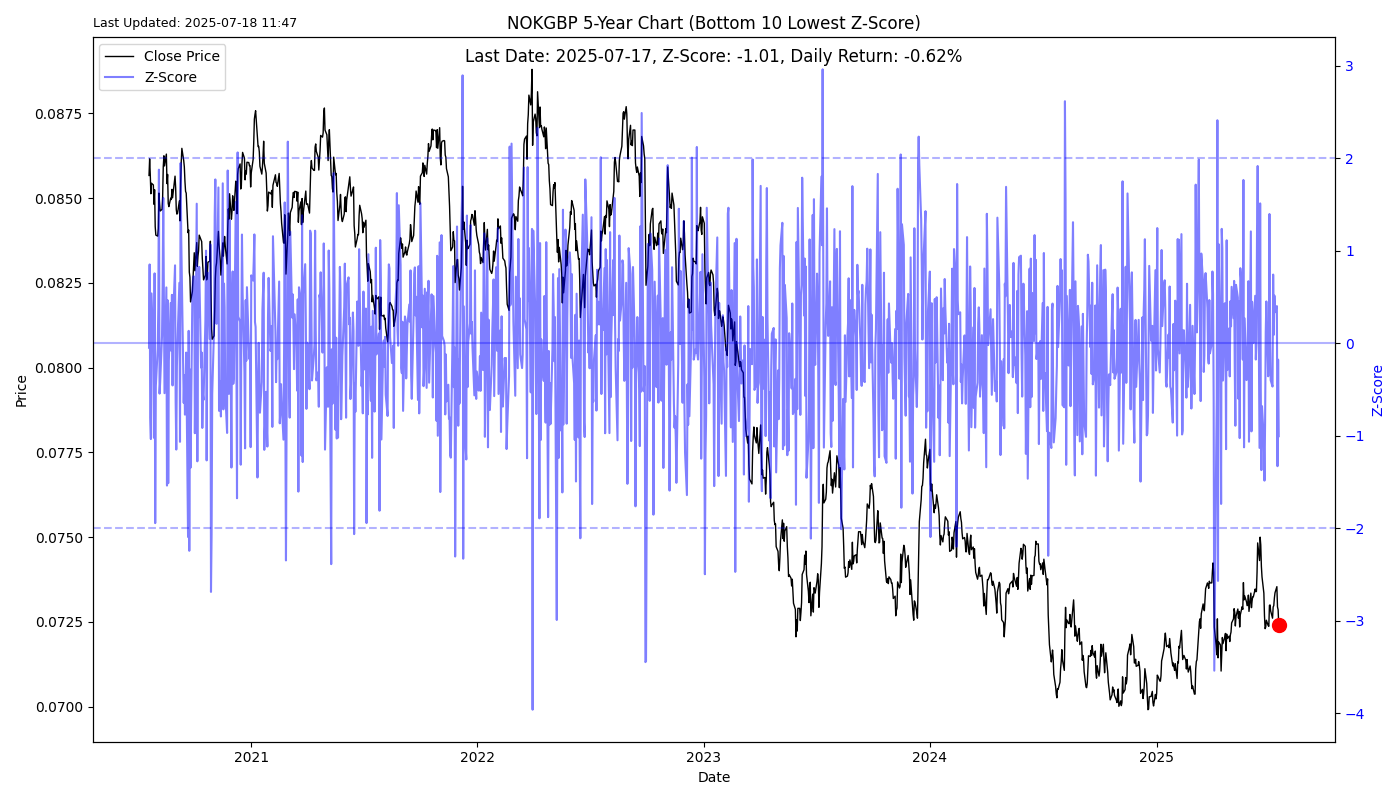 Last Updated: 2025-07-18 11:47
NOKGBP 5-Year Chart (Bottom 10 Lowest Z-Score)
Last Date: 2025-07-17, Z-Score: -1.01, Daily Return: -0.62%
Close Price
Z-Score
Price
0.0875
0.0850
0.0825
0.0800
0.0775
0.0750
0.0725
0.0700
3
2
1
0
−1
−2
−3
−4
Z-Score
2021
2022
2023
2024
2025
Date